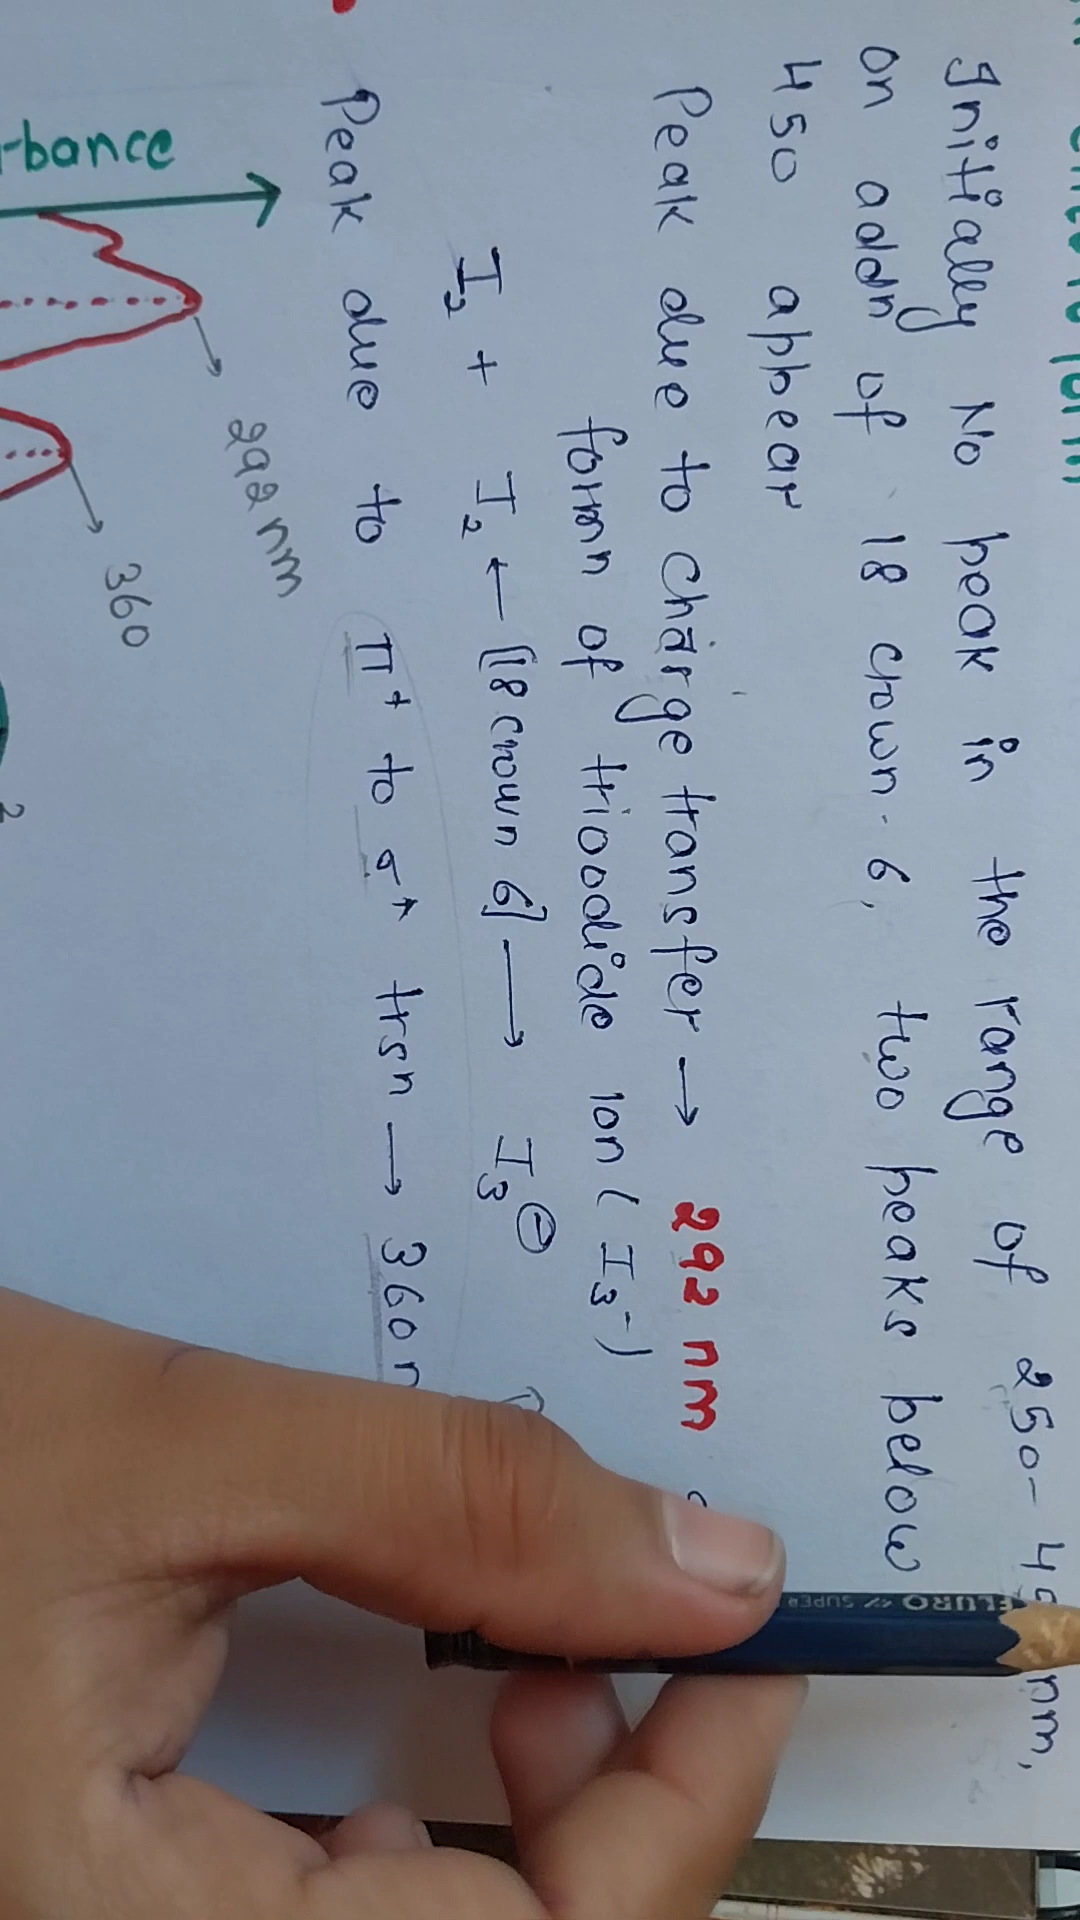 Initially No peak in the range of 250- 4 nm,
on addn of 18 crown-6, two peaks below
450 appear
Peak due to charge transfer → 292 nm
formn of triiodide ion ( I3- )
I2 + I2 ← [18 crown 6] → I3⊖
Peak due to π* to σ* trsn → 360 n
292 nm
360
-bance
2
FLURO
SUPER